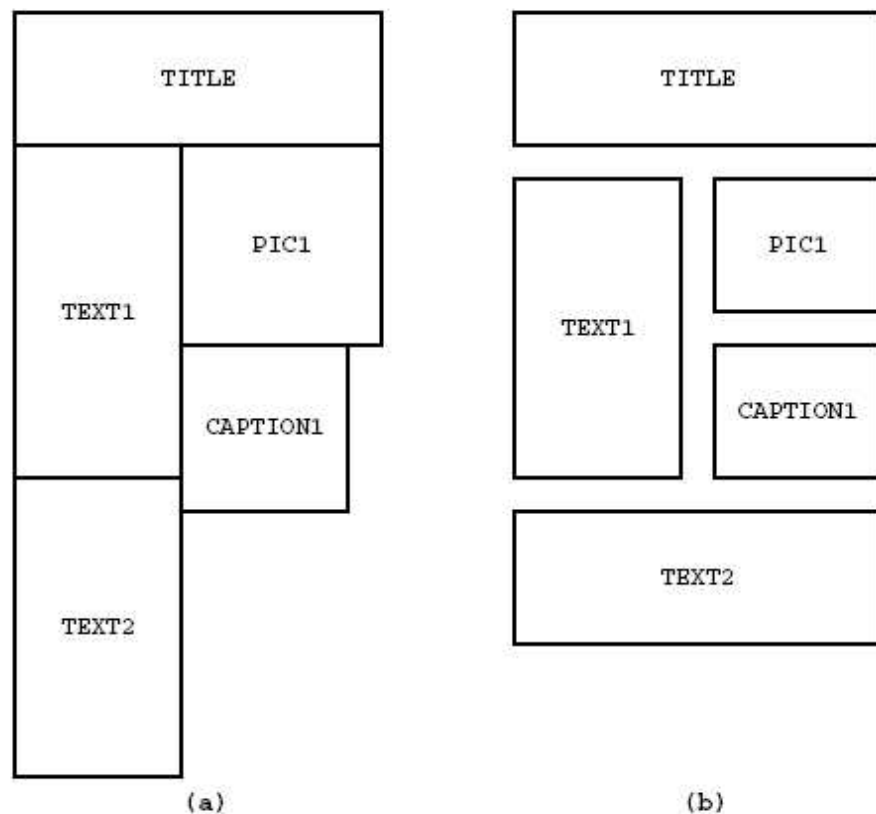 TITLE
TEXT1
PIC1
CAPTION1
TEXT2
(a)
TITLE
TEXT1
PIC1
CAPTION1
TEXT2
(b)